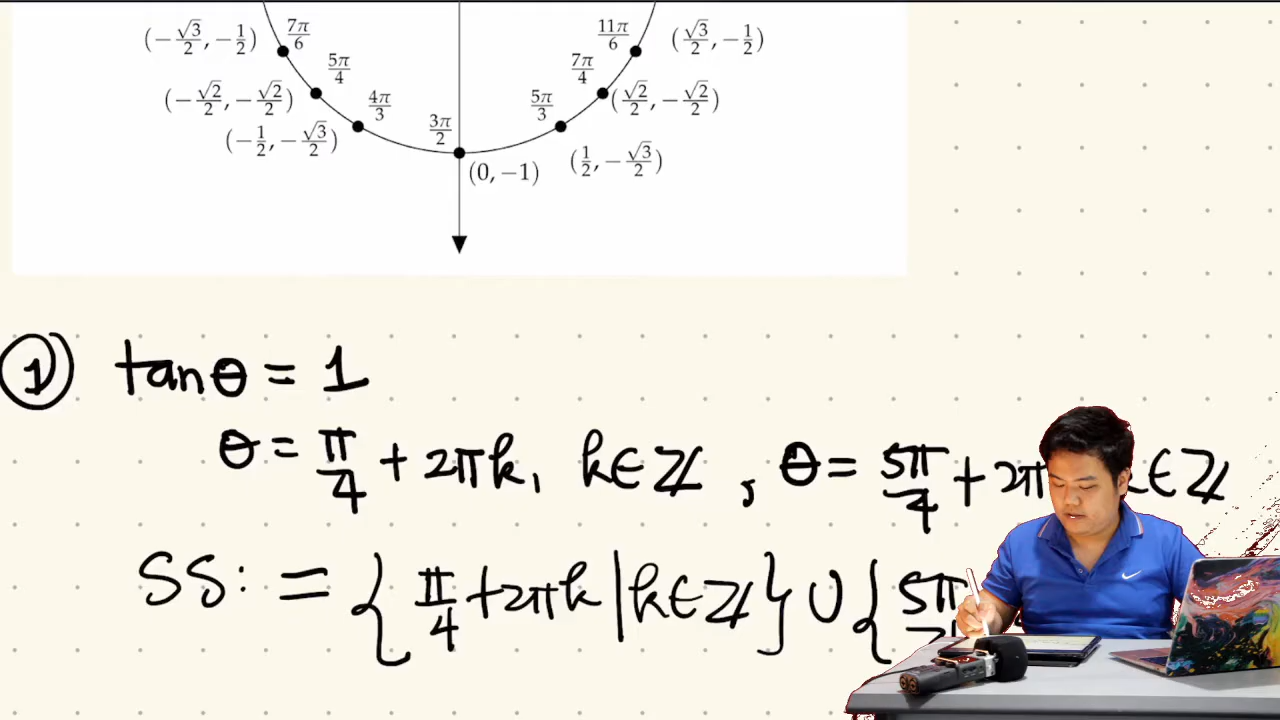 (-√3/2, -1/2) 7π/6 11π/6 (√3/2, -1/2)
5π/4 7π/4
(-√2/2, -√2/2) 4π/3 5π/3 (√2/2, -√2/2)
(-1/2, -√3/2) 3π/2 (1/2, -√3/2)
(0, -1)
① tanθ = 1
θ = π/4 + 2πk, k∈ℤ, θ = 5π/4 + 2π ∈ℤ
SS: = {π/4 + 2πk | k∈ℤ} ∪ {5π